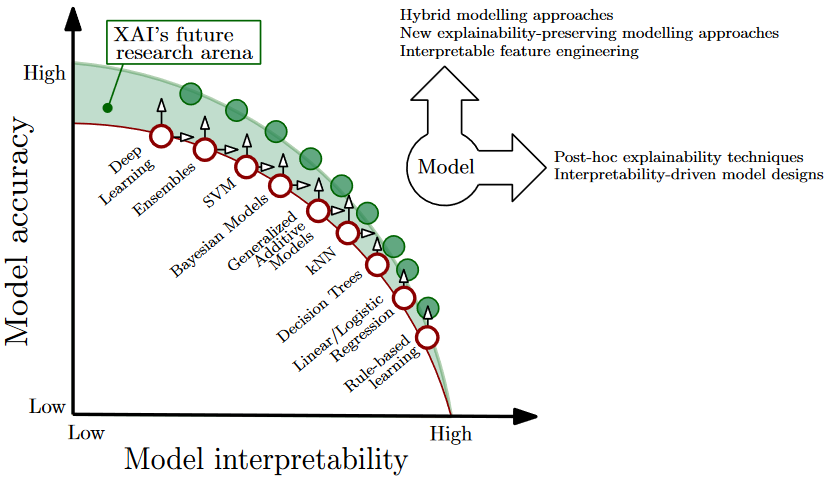 XAI's future
research arena
Hybrid modelling approaches
New explainability-preserving modelling approaches
Interpretable feature engineering
Model
Post-hoc explainability techniques
Interpretability-driven model designs
High
Model accuracy
Low
Deep
Learning
Ensembles
SVM
Bayesian Models
Generalized
Additive
Models
kNN
Decision Trees
Linear/Logistic
Regression
Rule-based
learning
Low
High
Model interpretability